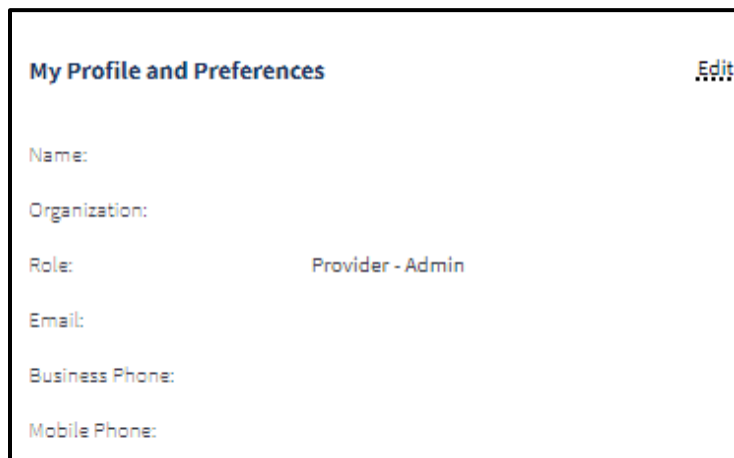 My Profile and Preferences Edit
Name:
Organization:
Role: Provider - Admin
Email:
Business Phone:
Mobile Phone: